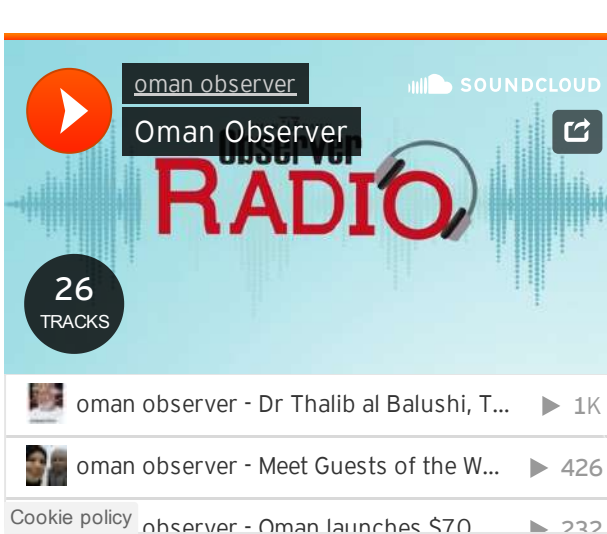 oman observer
SOUNDCLOUD
Oman Observer
Observer
RADIO
26
TRACKS
oman observer - Dr Thalib al Balushi, T... 1K
oman observer - Meet Guests of the W... 426
Cookie policy observer - Oman launches $70 232